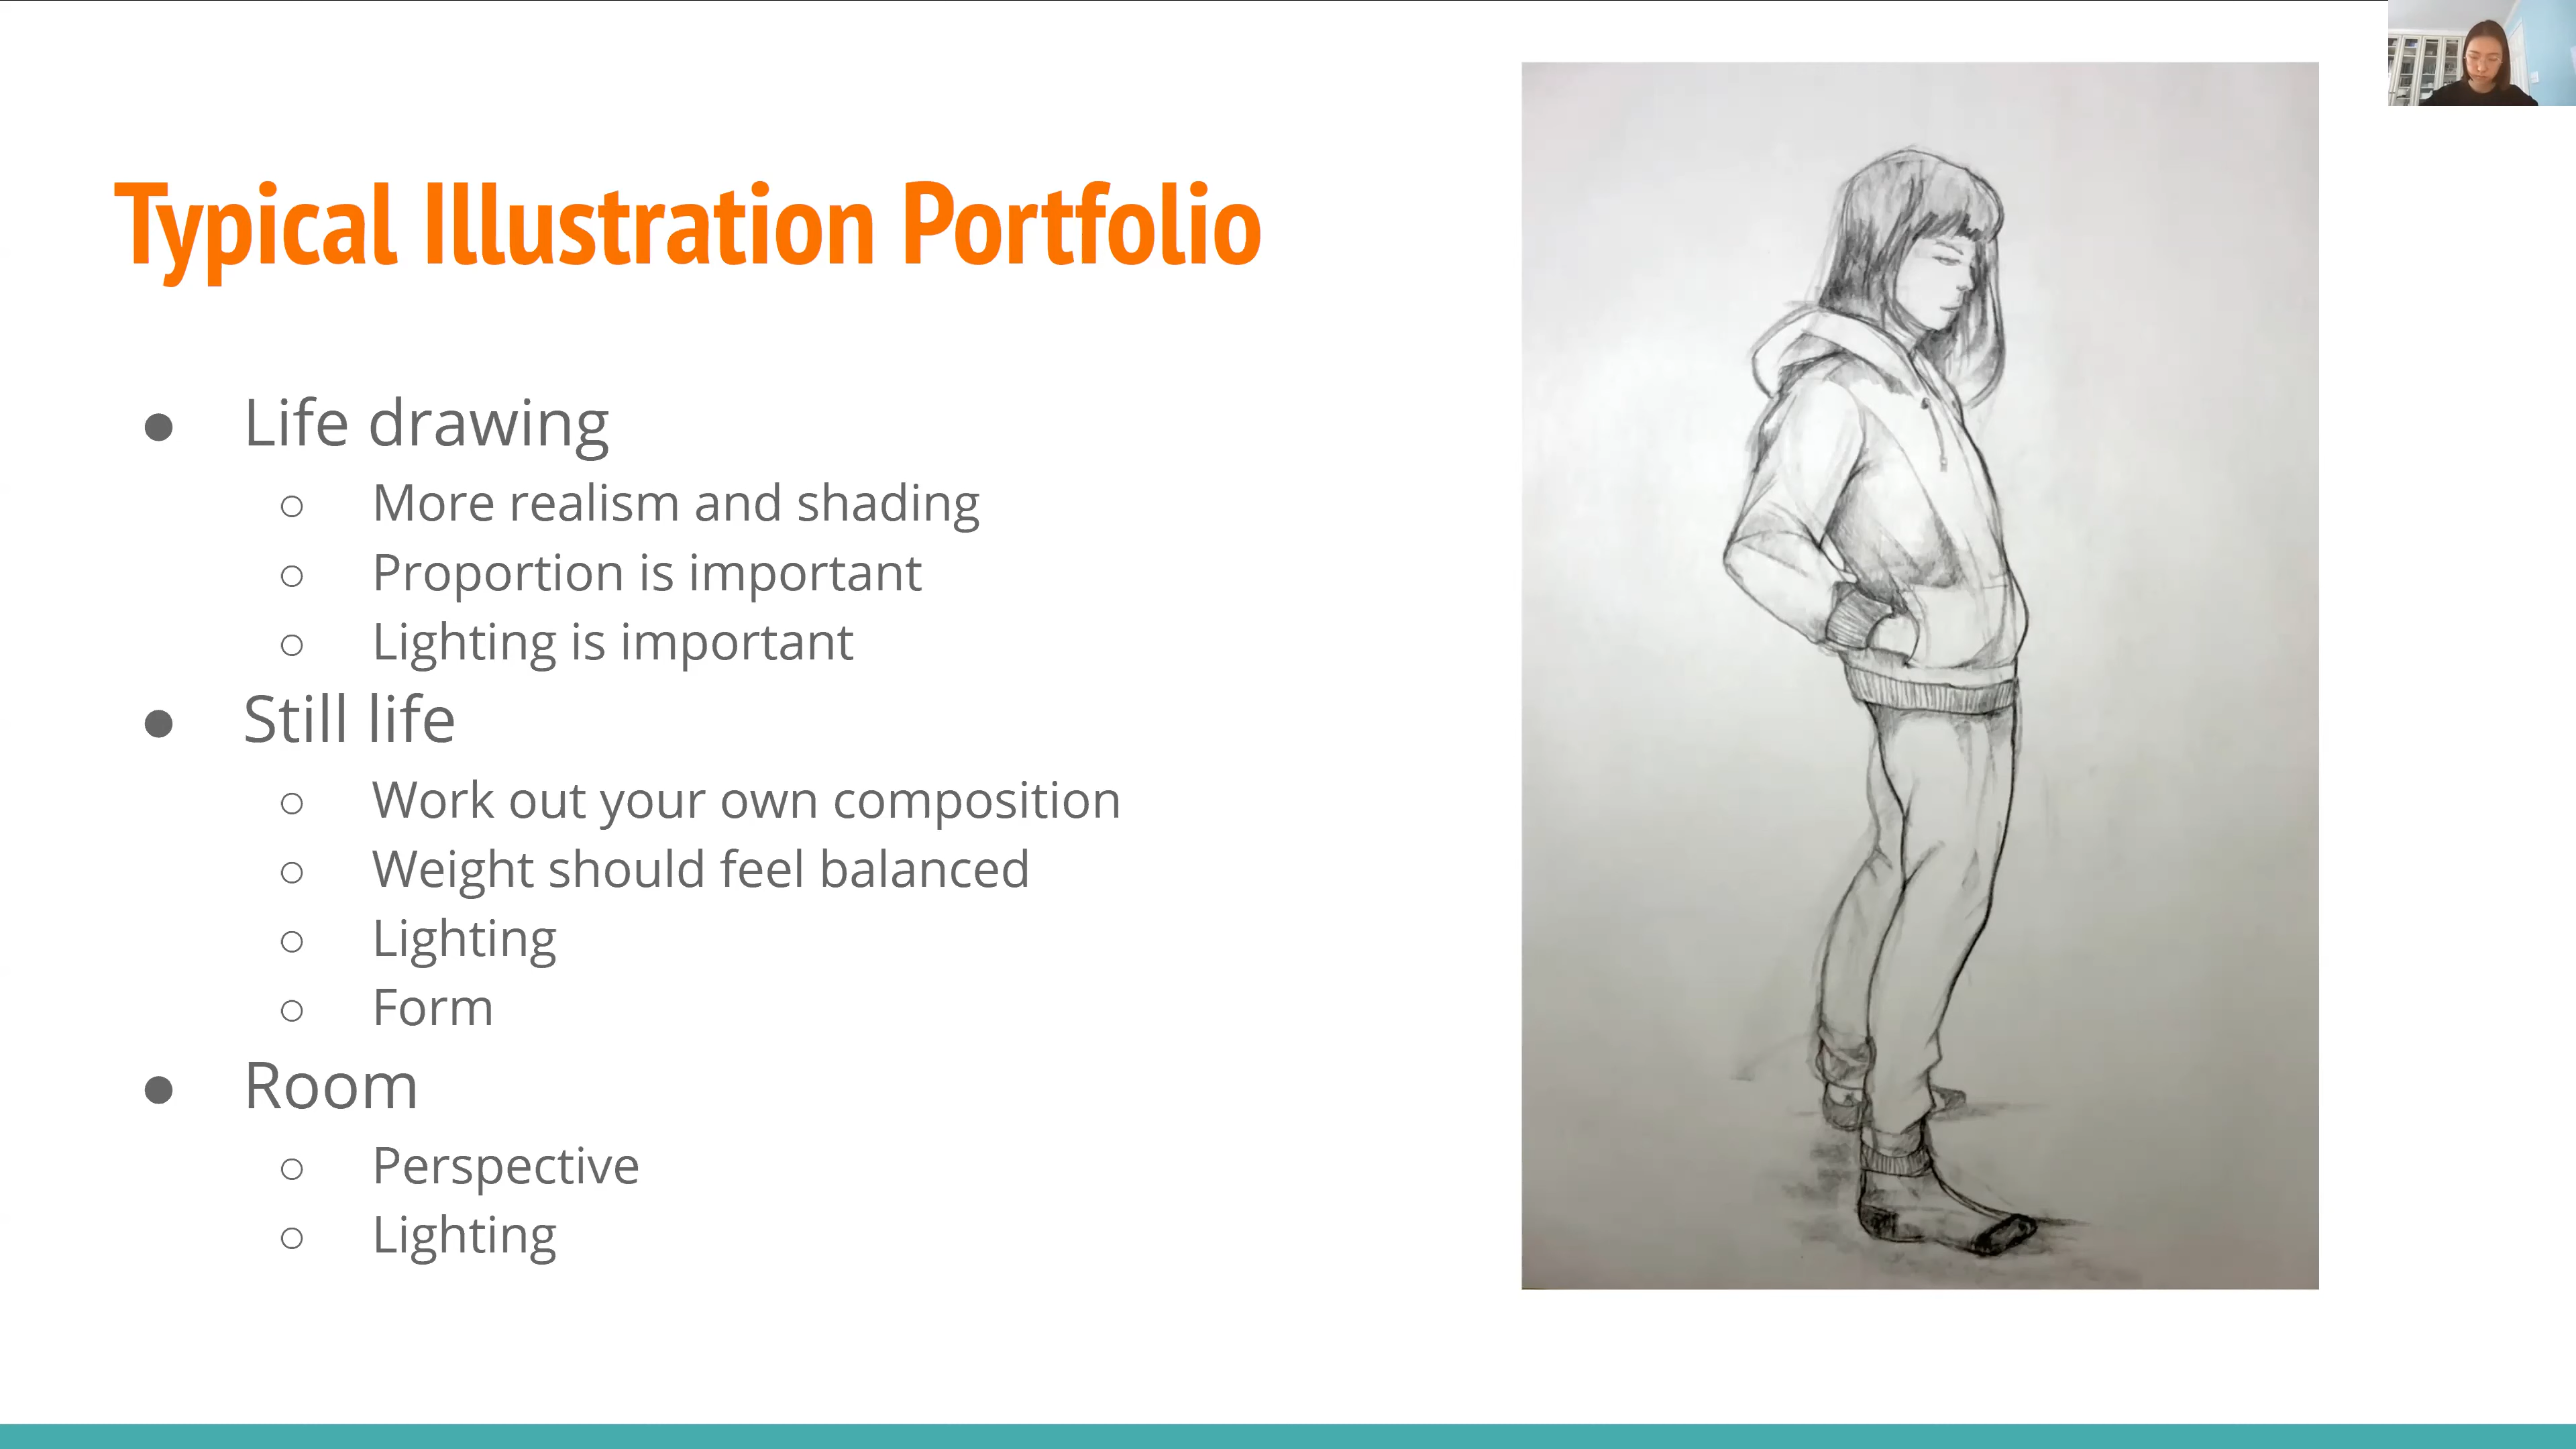 Typical Illustration Portfolio
● Life drawing
○ More realism and shading
○ Proportion is important
○ Lighting is important
● Still life
○ Work out your own composition
○ Weight should feel balanced
○ Lighting
○ Form
● Room
○ Perspective
○ Lighting